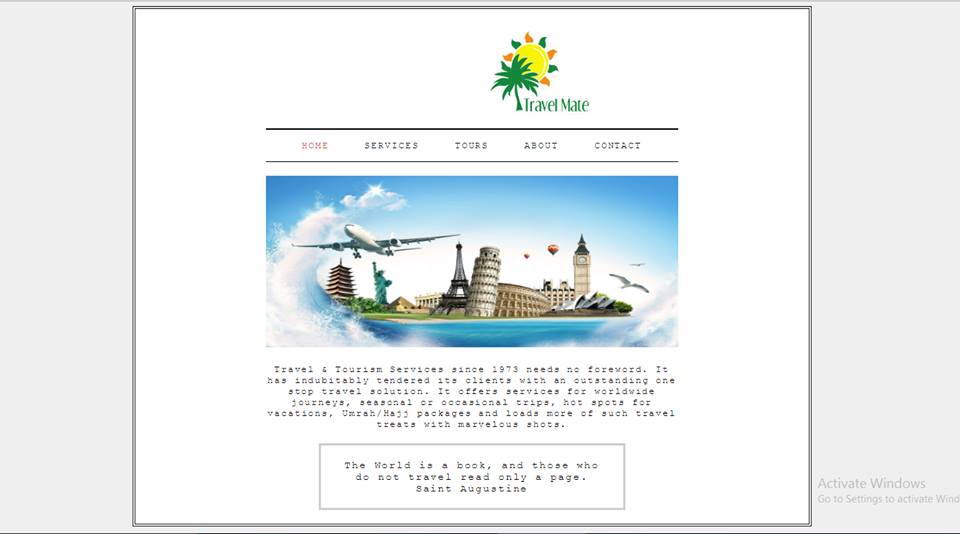 Travel Mate
HOME SERVICES TOURS ABOUT CONTACT
Travel & Tourism Services since 1973 needs no foreword. It
has indubitably tendered its clients with an outstanding one
stop travel solution. It offers services for worldwide
journeys, seasonal or occasional trips, hot spots for
vacations, Umrah/Hajj packages and loads more of such travel
treats with marvelous shots.
The World is a book, and those who
do not travel read only a page.
Saint Augustine
Activate Windows
Go to Settings to activate Wind